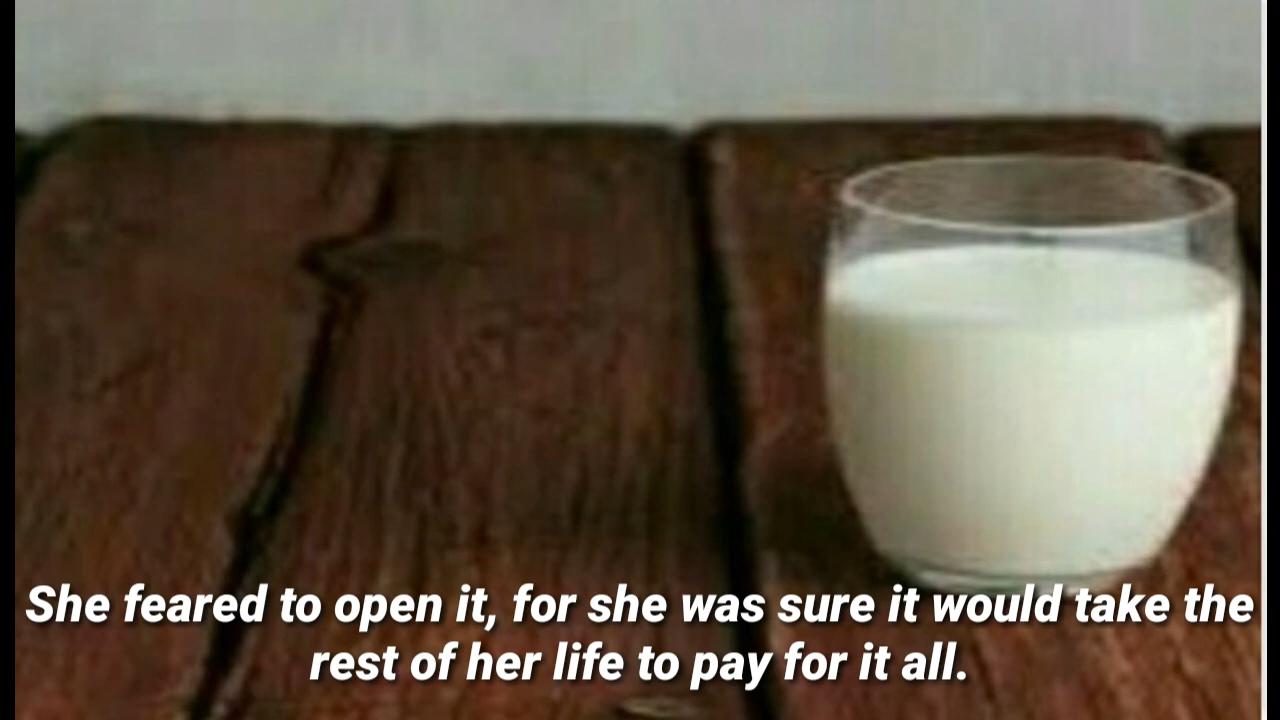 She feared to open it, for she was sure it would take the
rest of her life to pay for it all.